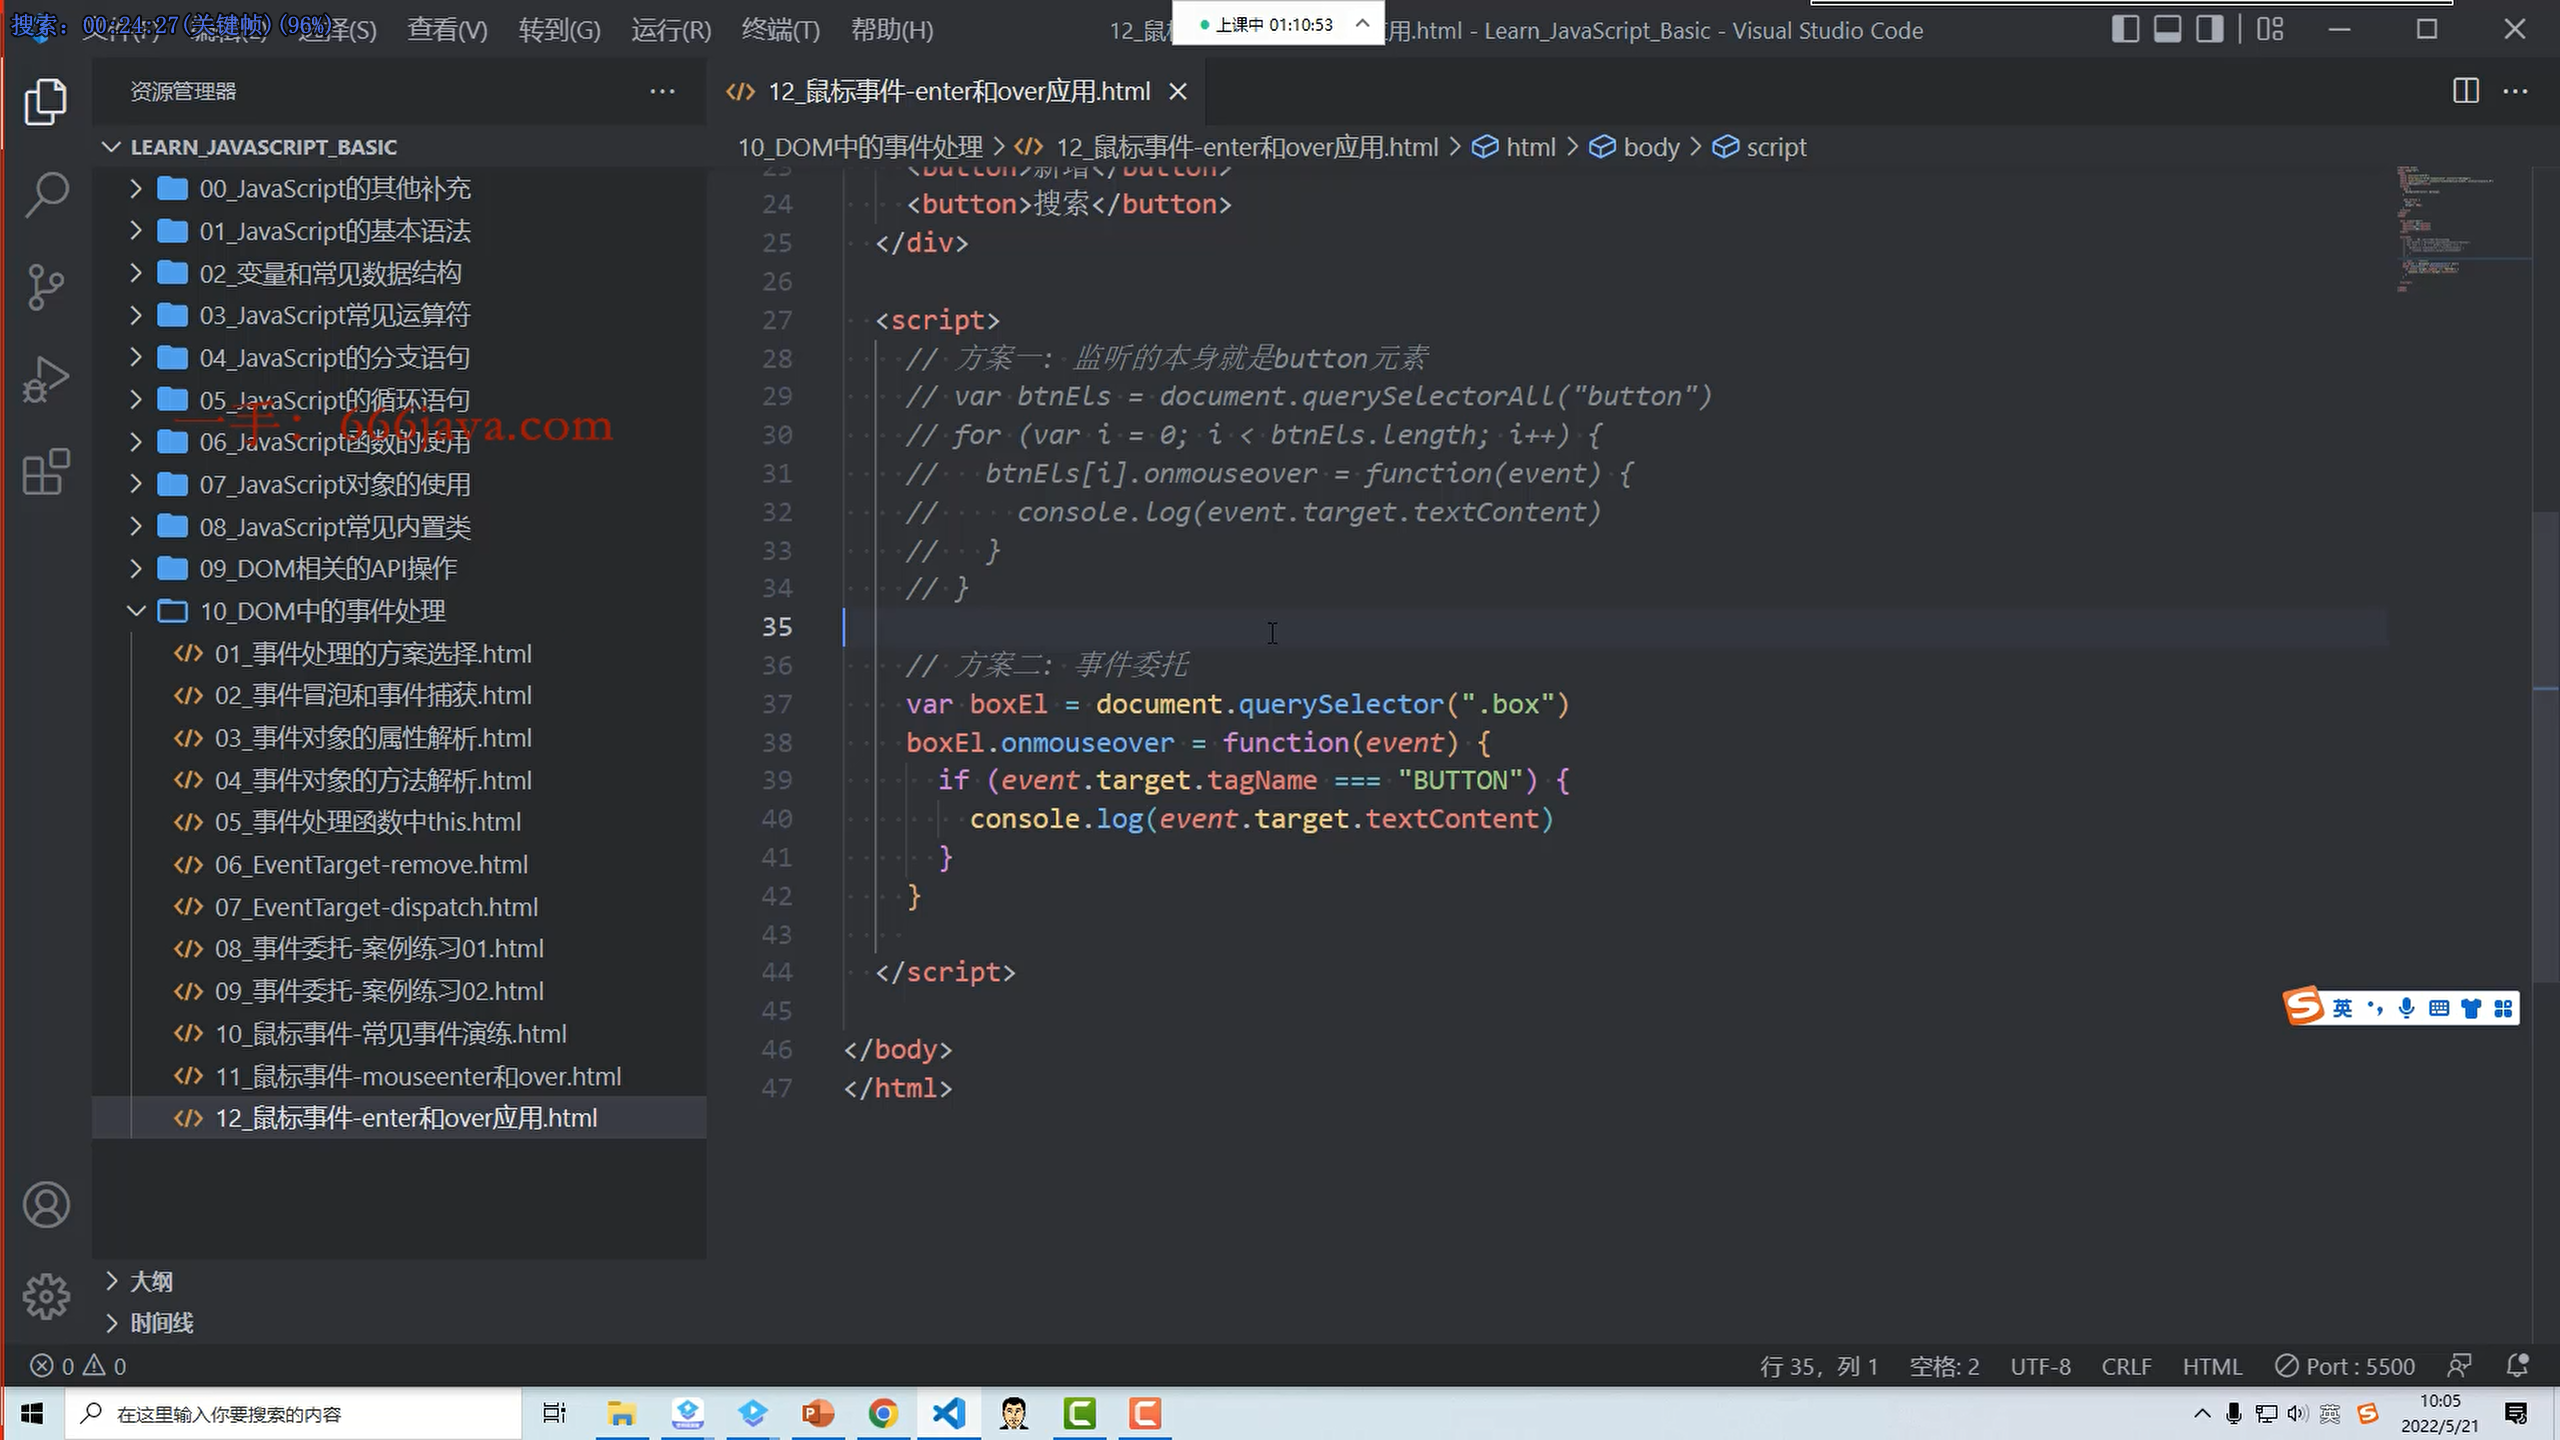 搜索: 00:24:27(关键帧)(96%)
查看(V) 转到(G) 运行(R) 终端(T) 帮助(H)
上课中 01:10:53
用.html - Learn_JavaScript_Basic - Visual Studio Code
资源管理器
12_鼠标事件-enter和over应用.html
LEARN_JAVASCRIPT_BASIC
10_DOM中的事件处理 > 12_鼠标事件-enter和over应用.html > html > body > script
00_JavaScript的其他补充
01_JavaScript的基本语法
02_变量和常见数据结构
03_JavaScript常见运算符
04_JavaScript的分支语句
05_JavaScript的循环语句
一手：666java.com
06_JavaScript函数的使用
07_JavaScript对象的使用
08_JavaScript常见内置类
09_DOM相关的API操作
10_DOM中的事件处理
01_事件处理的方案选择.html
02_事件冒泡和事件捕获.html
03_事件对象的属性解析.html
04_事件对象的方法解析.html
05_事件处理函数中this.html
06_EventTarget-remove.html
07_EventTarget-dispatch.html
08_事件委托-案例练习01.html
09_事件委托-案例练习02.html
10_鼠标事件-常见事件演练.html
11_鼠标事件-mouseenter和over.html
12_鼠标事件-enter和over应用.html
大纲
时间线
23 <button>新增</button>
24 <button>搜索</button>
25 </div>
26
27 <script>
28 // 方案一: 监听的本身就是button元素
29 // var btnEls = document.querySelectorAll("button")
30 // for (var i = 0; i < btnEls.length; i++) {
31 //   btnEls[i].onmouseover = function(event) {
32 //     console.log(event.target.textContent)
33 //   }
34 // }
35
36 // 方案二: 事件委托
37 var boxEl = document.querySelector(".box")
38 boxEl.onmouseover = function(event) {
39 if (event.target.tagName === "BUTTON") {
40 console.log(event.target.textContent)
41 }
42 }
43
44 </script>
45
46 </body>
47 </html>
英
0 0
行 35，列 1 空格: 2 UTF-8 CRLF HTML Port : 5500
在这里输入你要搜索的内容
英
10:05
2022/5/21